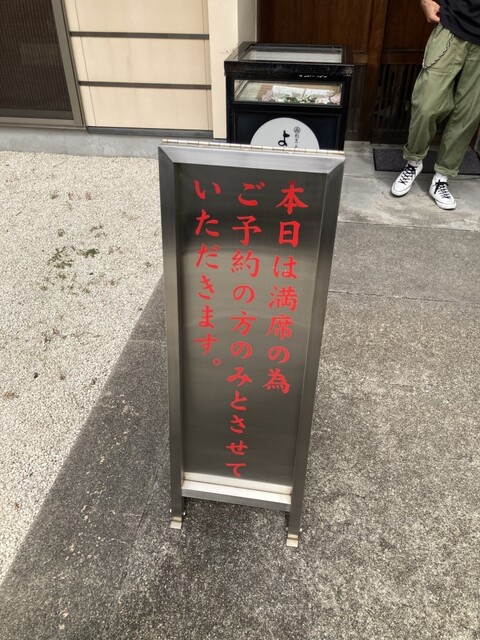 本日は満席の為
ご予約の方のみとさせて
いただきます。
よ